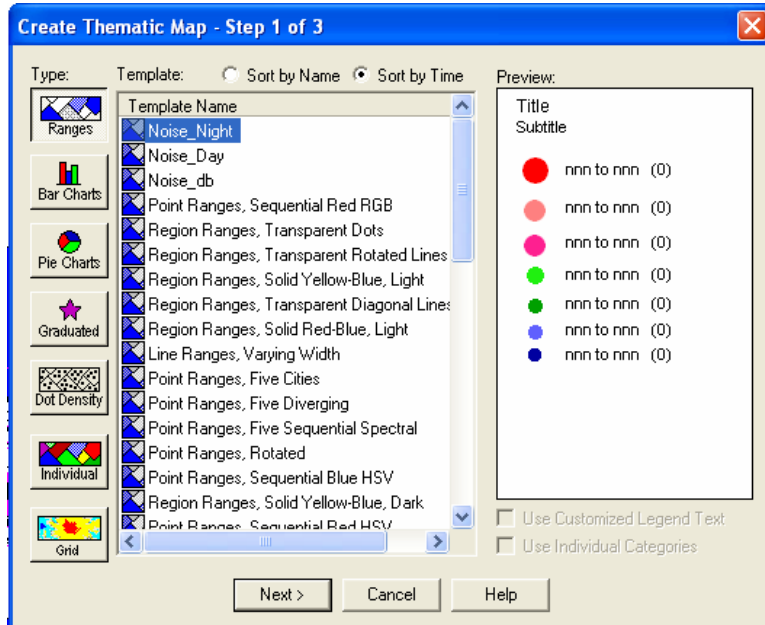 Create Thematic Map - Step 1 of 3
Type:
Template:
Sort by Name
Sort by Time
Preview:
Ranges
Bar Charts
Pie Charts
Graduated
Dot Density
Individual
Grid
Template Name
Noise_Night
Noise_Day
Noise_db
Point Ranges, Sequential Red RGB
Region Ranges, Transparent Dots
Region Ranges, Transparent Rotated Lines
Region Ranges, Solid Yellow-Blue, Light
Region Ranges, Transparent Diagonal Lines
Region Ranges, Solid Red-Blue, Light
Line Ranges, Varying Width
Point Ranges, Five Cities
Point Ranges, Five Diverging
Point Ranges, Five Sequential Spectral
Point Ranges, Rotated
Point Ranges, Sequential Blue HSV
Region Ranges, Solid Yellow-Blue, Dark
Point Ranges, Sequential Red HSV
Title
Subtitle
nnn to nnn (0)
nnn to nnn (0)
nnn to nnn (0)
nnn to nnn (0)
nnn to nnn (0)
nnn to nnn (0)
nnn to nnn (0)
Use Customized Legend Text
Use Individual Categories
Next >
Cancel
Help